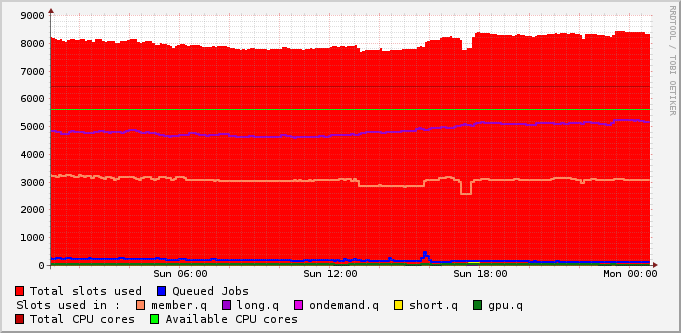 9000
8000
7000
6000
5000
4000
3000
2000
1000
0
Sun 06:00 Sun 12:00 Sun 18:00 Mon 00:00
RRDTOOL / TOBI OETIKER
Total slots used Queued Jobs
Slots used in : member.q long.q ondemand.q short.q gpu.q
Total CPU cores Available CPU cores